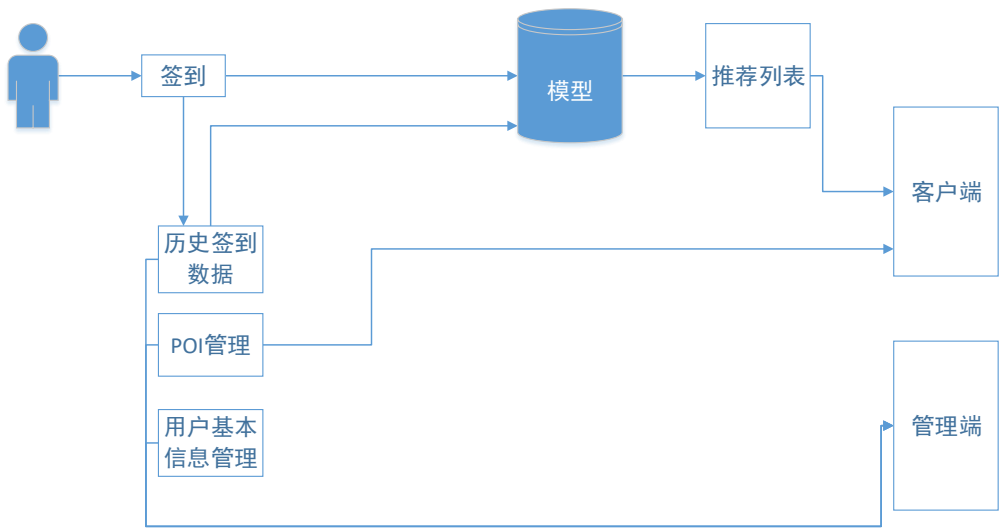 签到
模型
推荐列表
客户端
历史签到
数据
POI管理
用户基本
信息管理
管理端